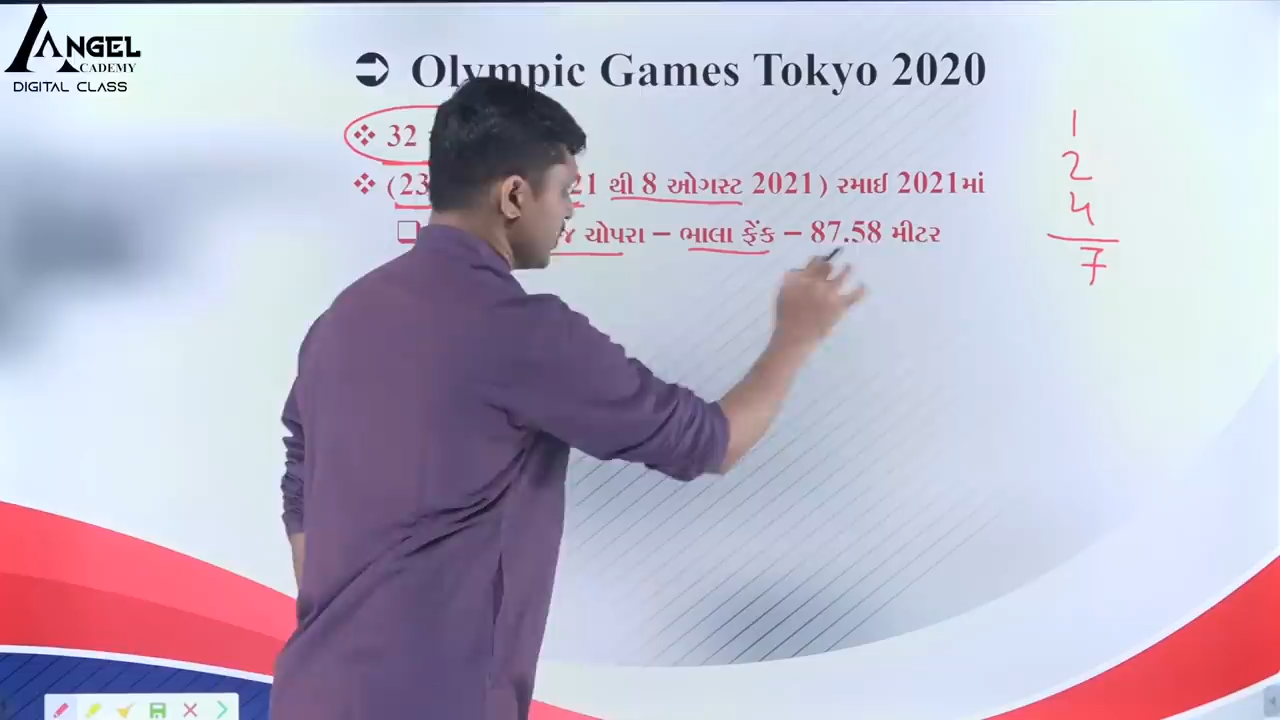 ANGEL
ACADEMY
DIGITAL CLASS
Olympic Games Tokyo 2020
32
(23 21 થી 8 ઓગસ્ટ 2021) રમાઈ 2021માં
ચોપરા – ભાલા ફેંક – 87.58 મીટર
1
2
4
7